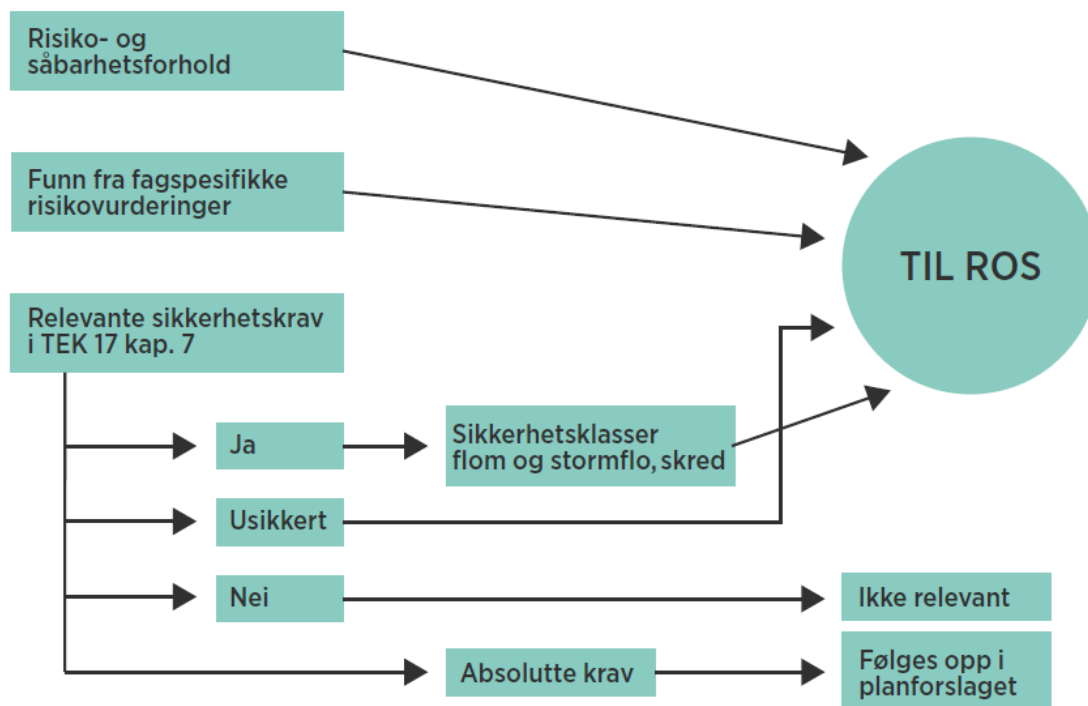 Risiko- og
såbarhetsforhold
Funn fra fagspesifikke
risikovurderinger
TIL ROS
Relevante sikkerhetskrav
i TEK 17 kap. 7
Ja
Sikkerhetsklasser
flom og stormflo, skred
Usikkert
Nei
Ikke relevant
Absolutte krav
Følges opp i
planforslaget